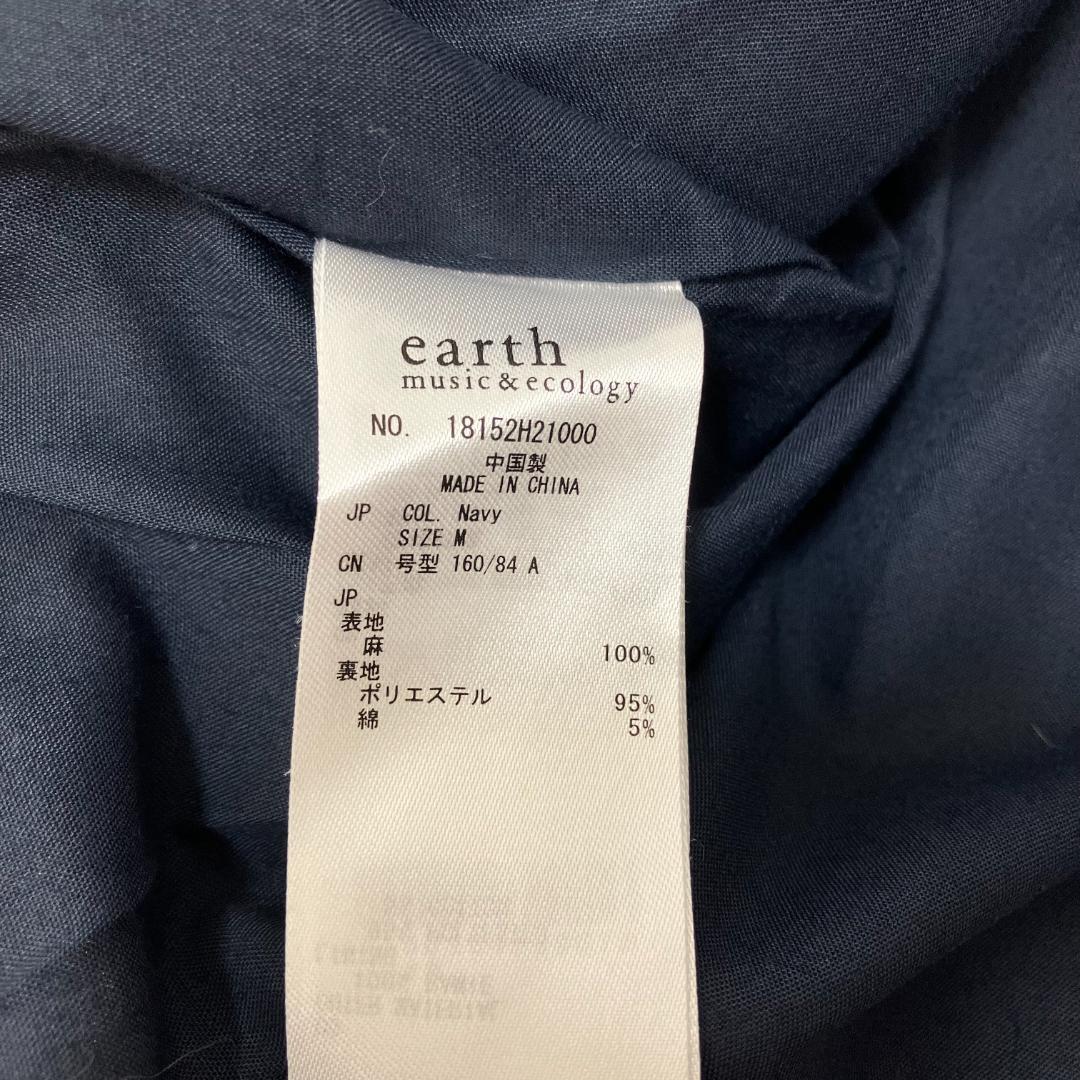 earth
music & ecology
NO. 18152H21000
中国製
MADE IN CHINA
JP COL. Navy
SIZE M
CN 号型 160/84 A
JP
表地
麻 100%
裏地
ポリエステル 95%
綿 5%